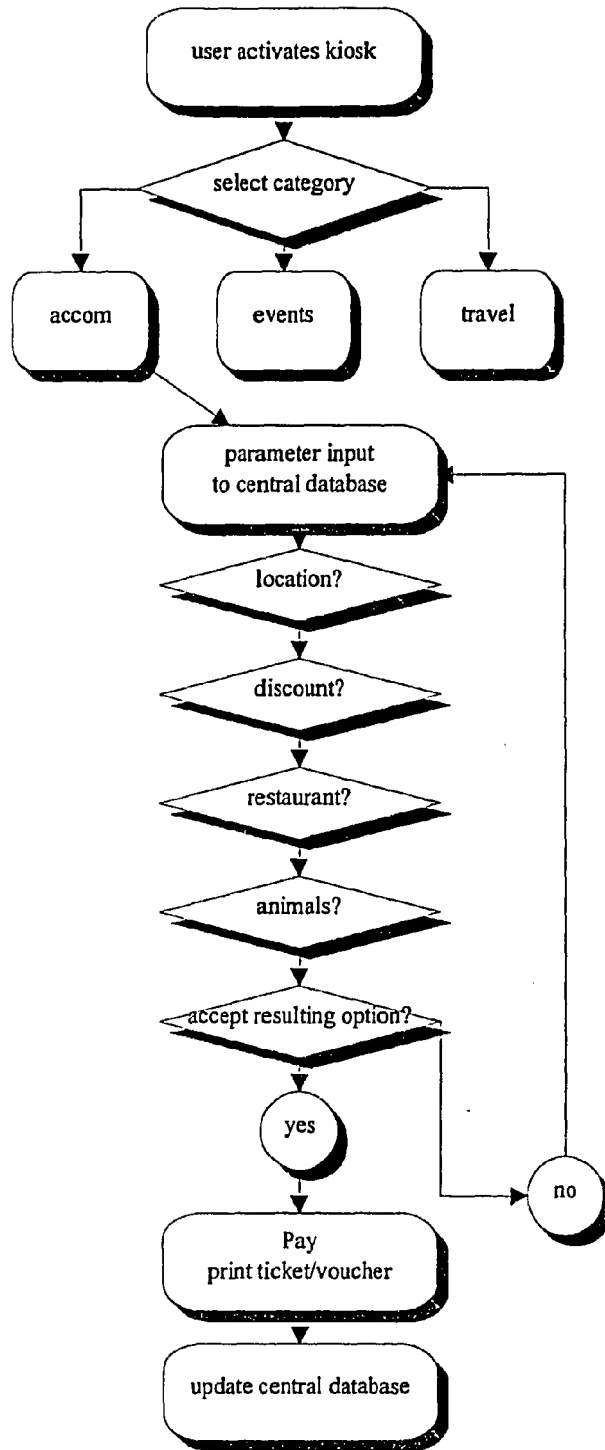 user activates kiosk
select category
accom
events
travel
parameter input
to central database
location?
discount?
restaurant?
animals?
accept resulting option?
yes
no
Pay
print ticket/voucher
update central database